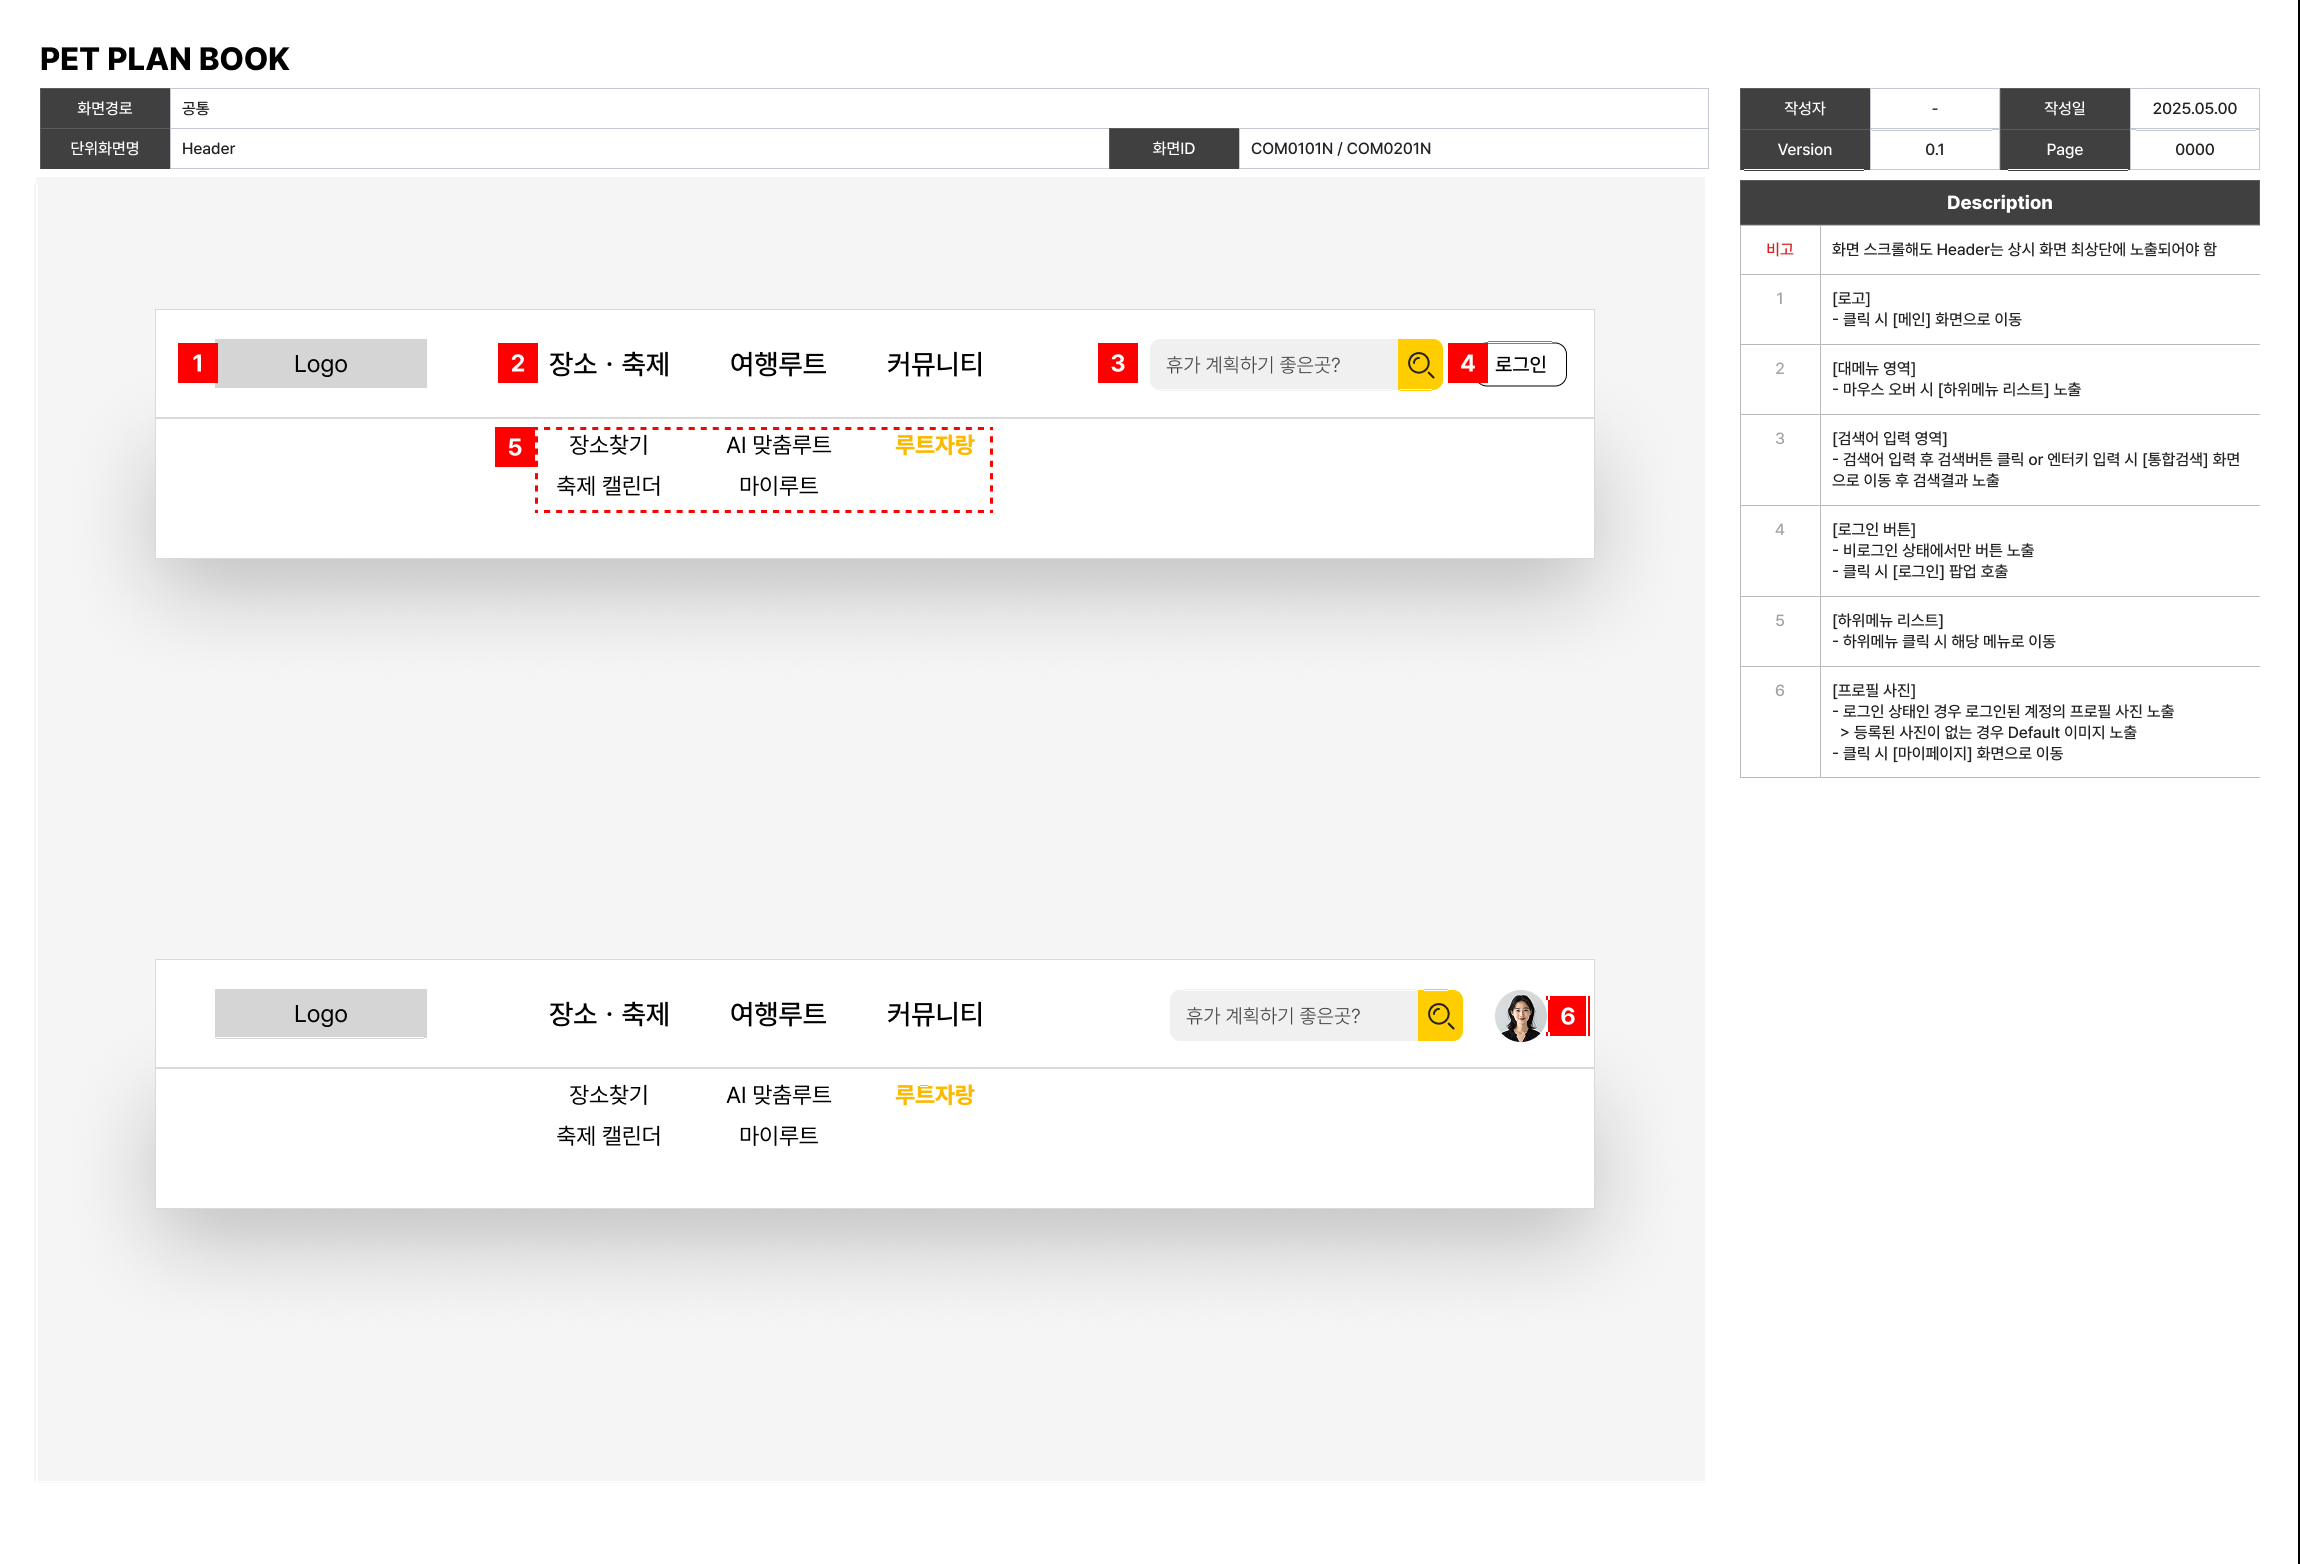 PET PLAN BOOK
화면경로 공통
단위화면명 Header 화면ID COM0101N / COM0201N
작성자 - 작성일 2025.05.00
Version 0.1 Page 0000
1 Logo 2 장소 · 축제 여행루트 커뮤니티 3 휴가 계획하기 좋은곳? 4 로그인
5 장소찾기 AI 맞춤루트 루트자랑
축제 캘린더 마이루트
Logo 장소 · 축제 여행루트 커뮤니티 휴가 계획하기 좋은곳? 6
장소찾기 AI 맞춤루트 루트자랑
축제 캘린더 마이루트
Description
비고 화면 스크롤해도 Header는 상시 화면 최상단에 노출되어야 함
1 [로고]
- 클릭 시 [메인] 화면으로 이동
2 [대메뉴 영역]
- 마우스 오버 시 [하위메뉴 리스트] 노출
3 [검색어 입력 영역]
- 검색어 입력 후 검색버튼 클릭 or 엔터키 입력 시 [통합검색] 화면
으로 이동 후 검색결과 노출
4 [로그인 버튼]
- 비로그인 상태에서만 버튼 노출
- 클릭 시 [로그인] 팝업 호출
5 [하위메뉴 리스트]
- 하위메뉴 클릭 시 해당 메뉴로 이동
6 [프로필 사진]
- 로그인 상태인 경우 로그인된 계정의 프로필 사진 노출
> 등록된 사진이 없는 경우 Default 이미지 노출
- 클릭 시 [마이페이지] 화면으로 이동